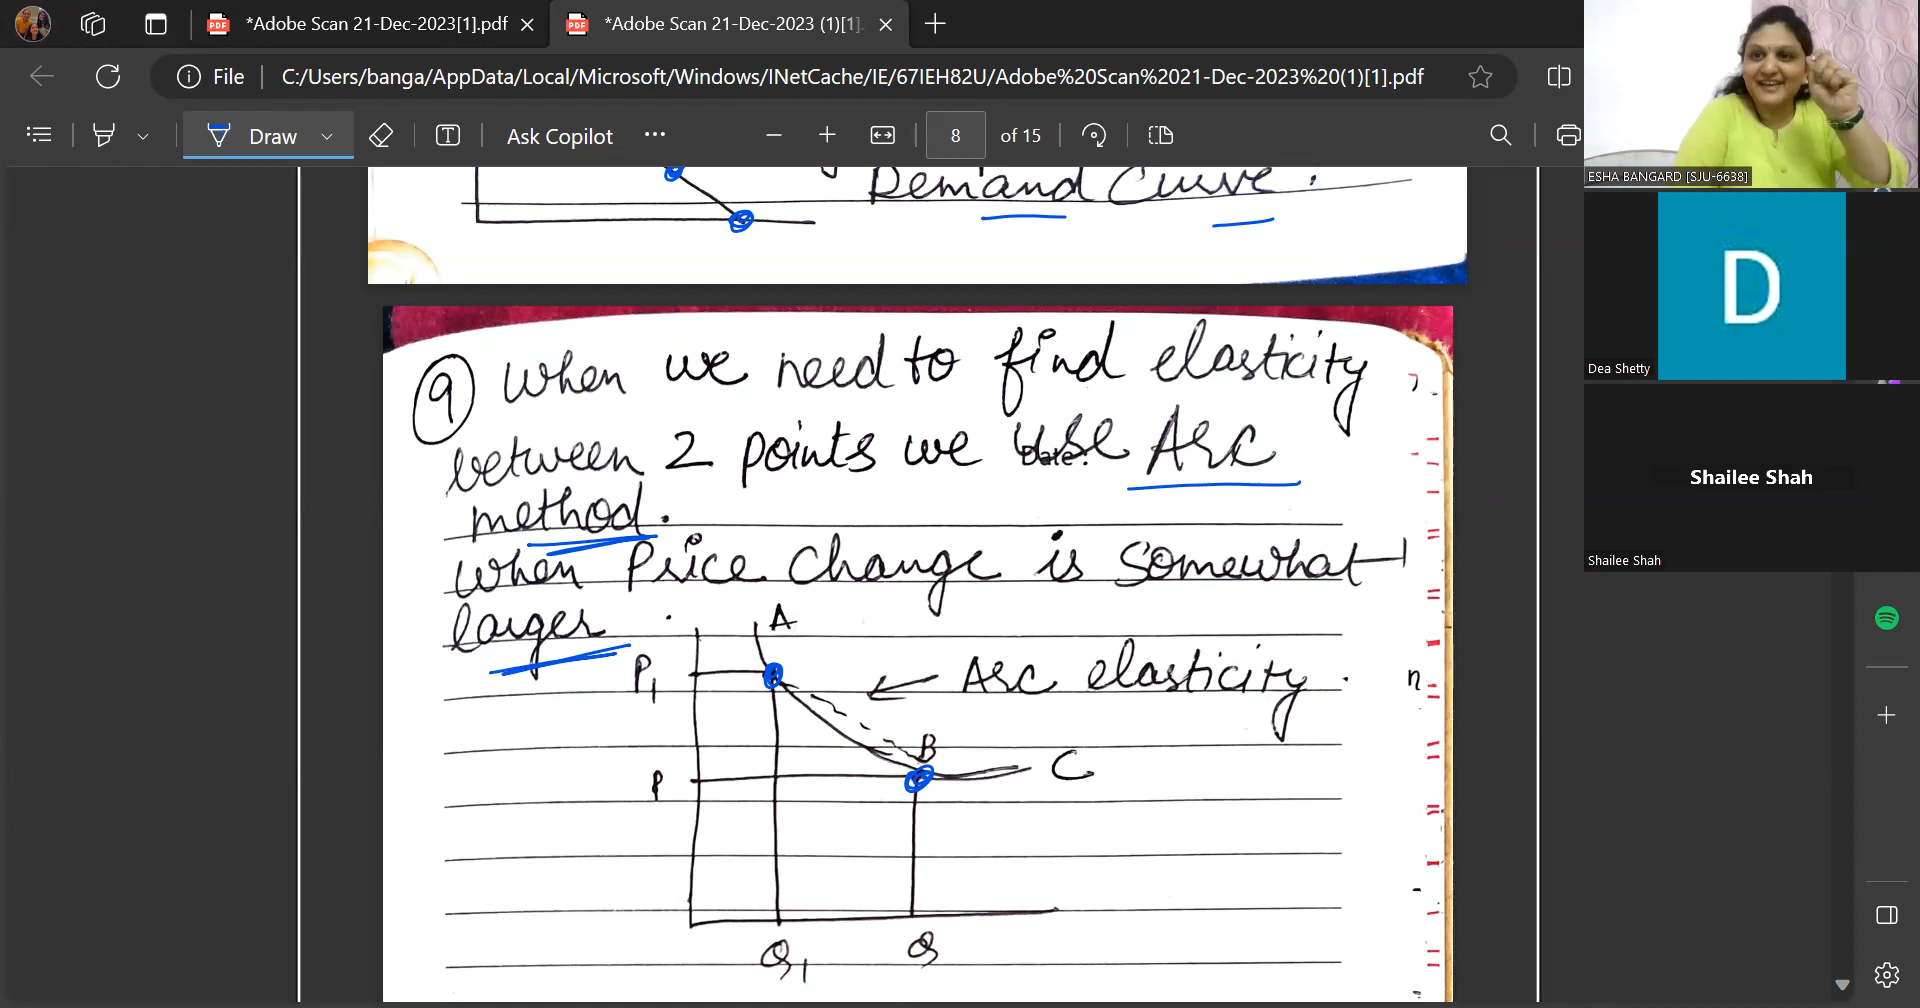 *Adobe Scan 21-Dec-2023[1].pdf
*Adobe Scan 21-Dec-2023 (1)[1].
File
C:/Users/banga/AppData/Local/Microsoft/Windows/INetCache/IE/67IEH82U/Adobe%20Scan%2021-Dec-2023%20(1)[1].pdf
Draw
Ask Copilot
8 of 15
Demand Curve.
9 When we need to find elasticity
between 2 points we use Arc
Date:
method.
when Price change is somewhat
larger.
A
P1
Arc elasticity.
n
B
C
P
Q1
Q
ESHA BANGARD [SJU-6638]
D
Dea Shetty
Shailee Shah
Shailee Shah